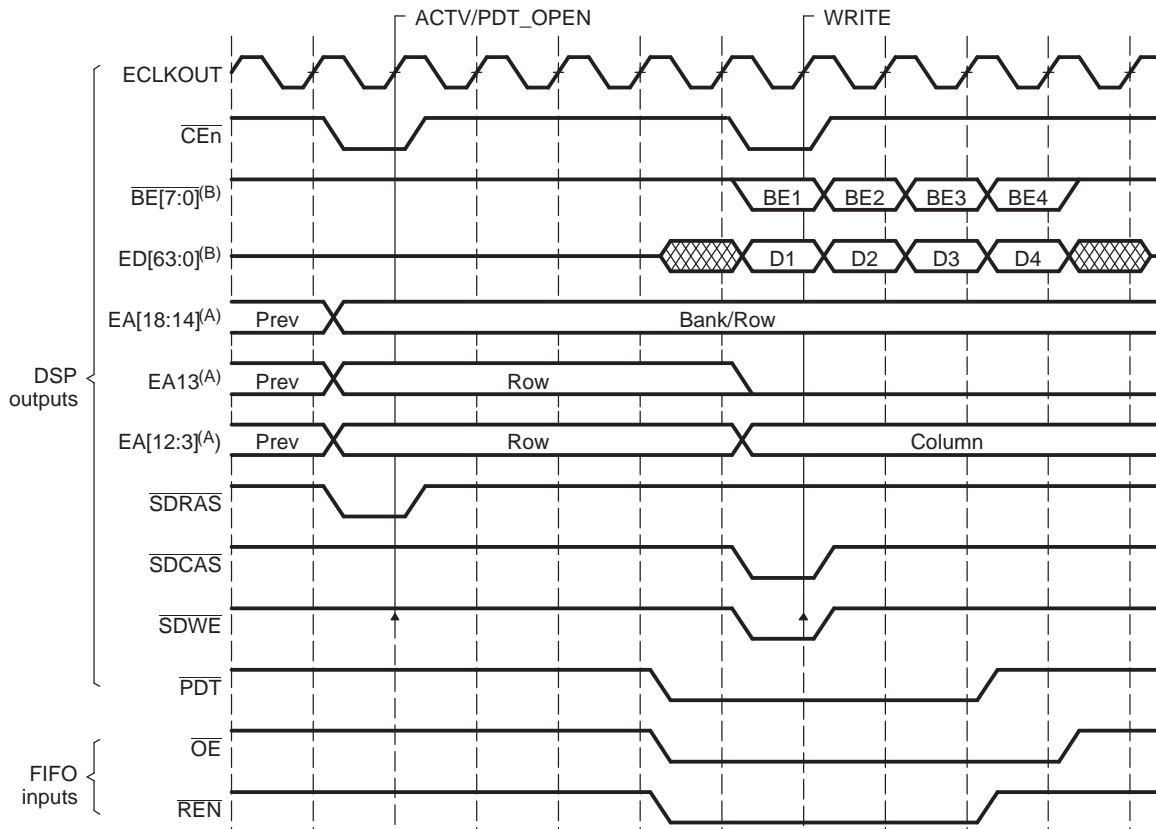 ACTV/PDT_OPEN
WRITE
ECLKOUT
CEn
BE[7:0](B)
BE1 BE2 BE3 BE4
ED[63:0](B)
D1 D2 D3 D4
EA[18:14](A)
Prev Bank/Row
DSP
outputs
EA13(A)
Prev Row
EA[12:3](A)
Prev Row Column
SDRAS
SDCAS
SDWE
PDT
FIFO
inputs
OE
REN